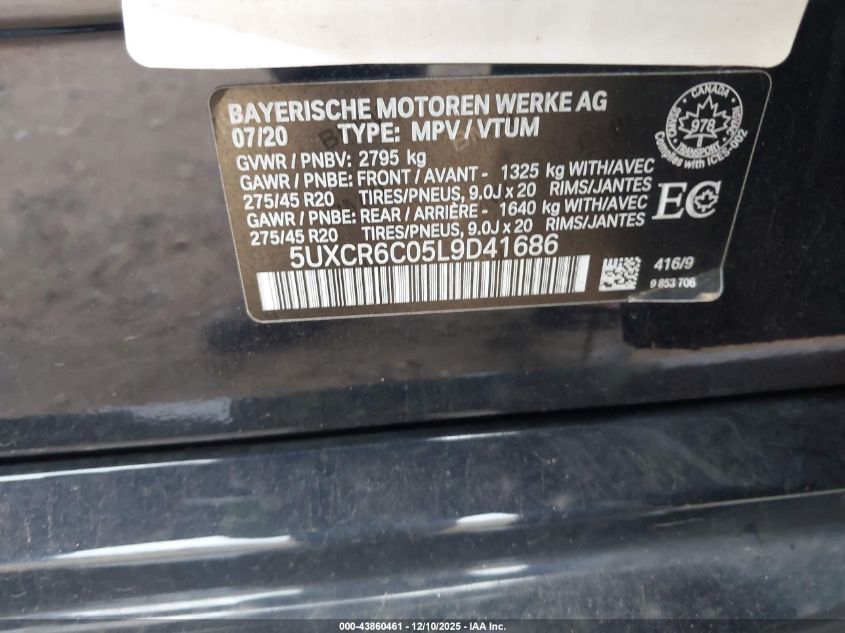 BAYERISCHE MOTOREN WERKE AG
07/20 TYPE: MPV / VTUM
GVWR / PNBV: 2795 kg
GAWR / PNBE: FRONT / AVANT - 1325 kg WITH/AVEC
275/45 R20 TIRES/PNEUS, 9.0J x 20 RIMS/JANTES
GAWR / PNBE: REAR / ARRIÈRE - 1640 kg WITH/AVEC
275/45 R20 TIRES/PNEUS, 9.0J x 20 RIMS/JANTES
5UXCR6C05L9D41686
CANADA
978
TRANSPORT
EC
416/9
9 853 706
000-43860461 - 12/10/2025 - IAA Inc.